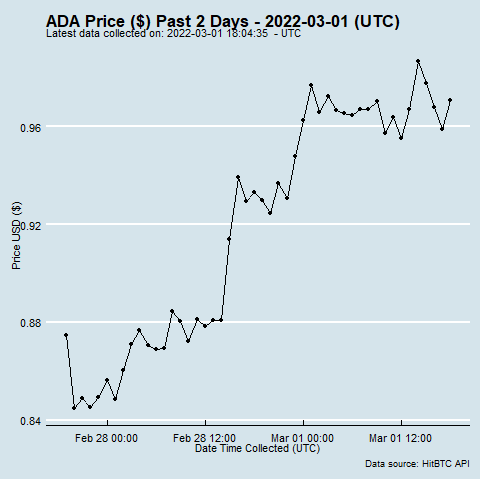 ADA Price ($) Past 2 Days - 2022-03-01 (UTC)
Latest data collected on: 2022-03-01 18:04:35 - UTC
Price USD ($)
0.96
0.92
0.88
0.84
Feb 28 00:00 Feb 28 12:00 Mar 01 00:00 Mar 01 12:00
Date Time Collected (UTC)
Data source: HitBTC API